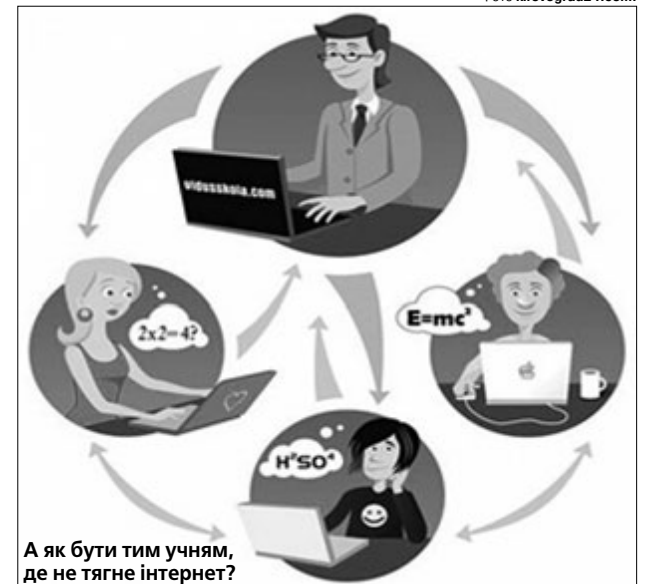 vidusskola.com
2x2=4?
E=mc²
H²SO⁴
А як бути тим учням,
де не тягне інтернет?